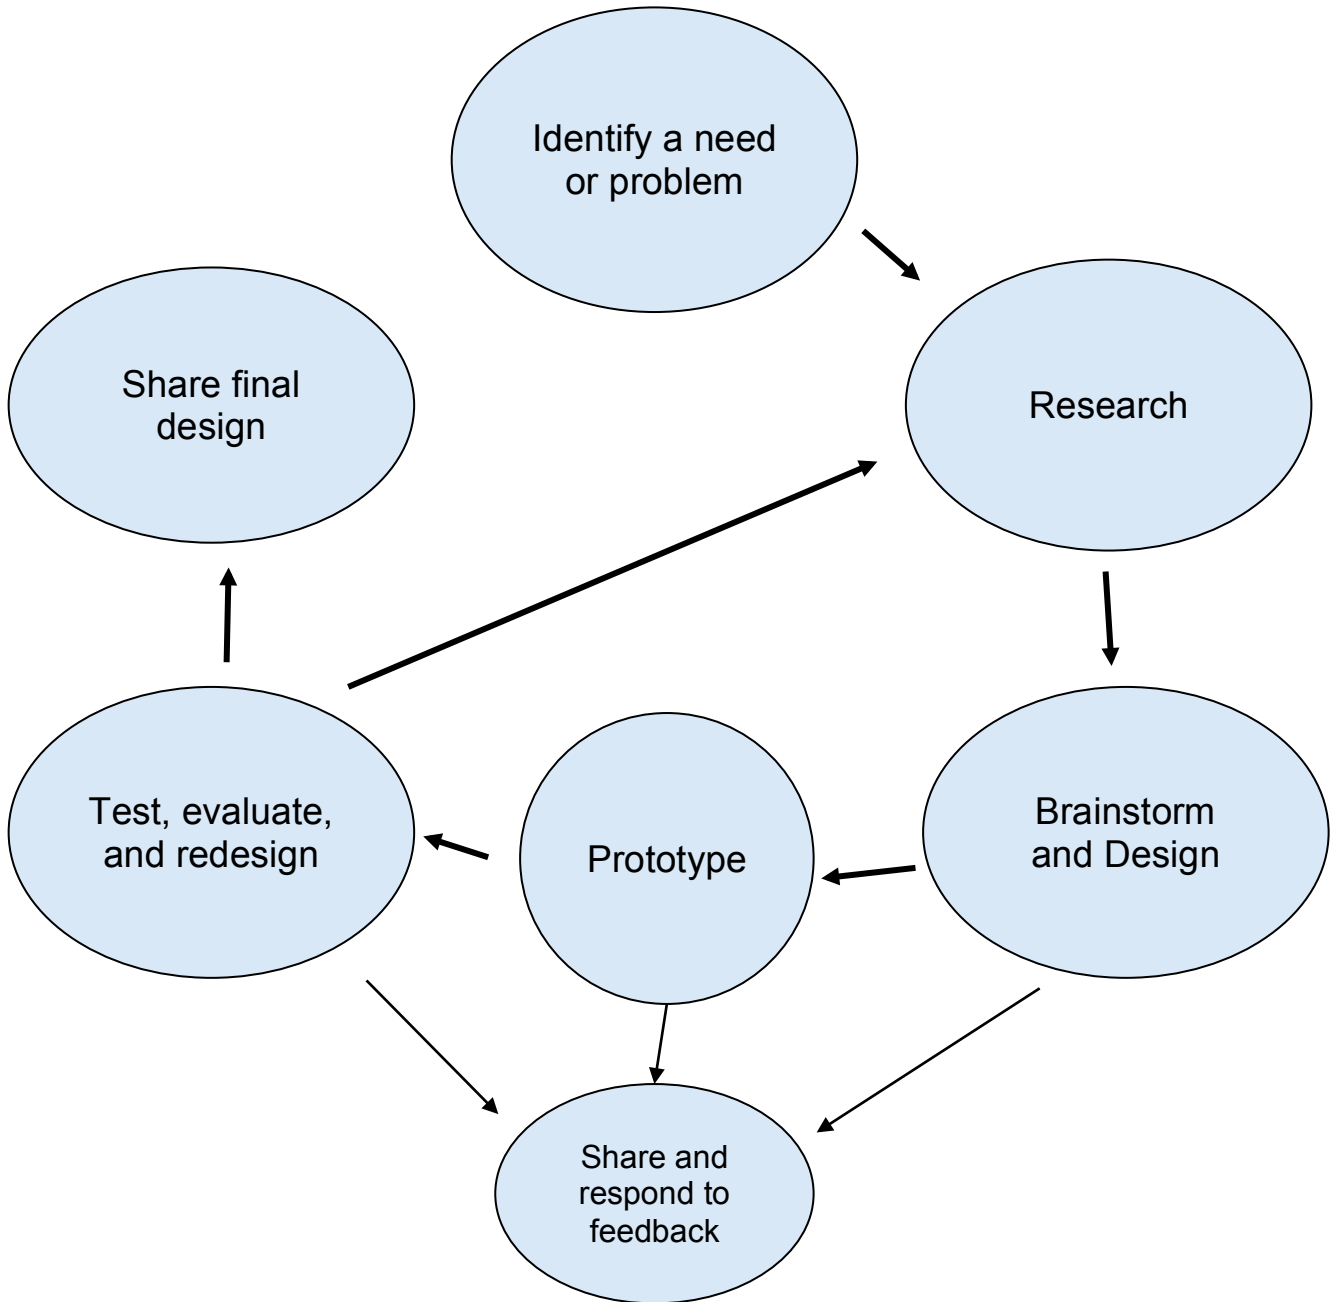 Identify a need
or problem
Research
Brainstorm
and Design
Prototype
Test, evaluate,
and redesign
Share final
design
Share and
respond to
feedback